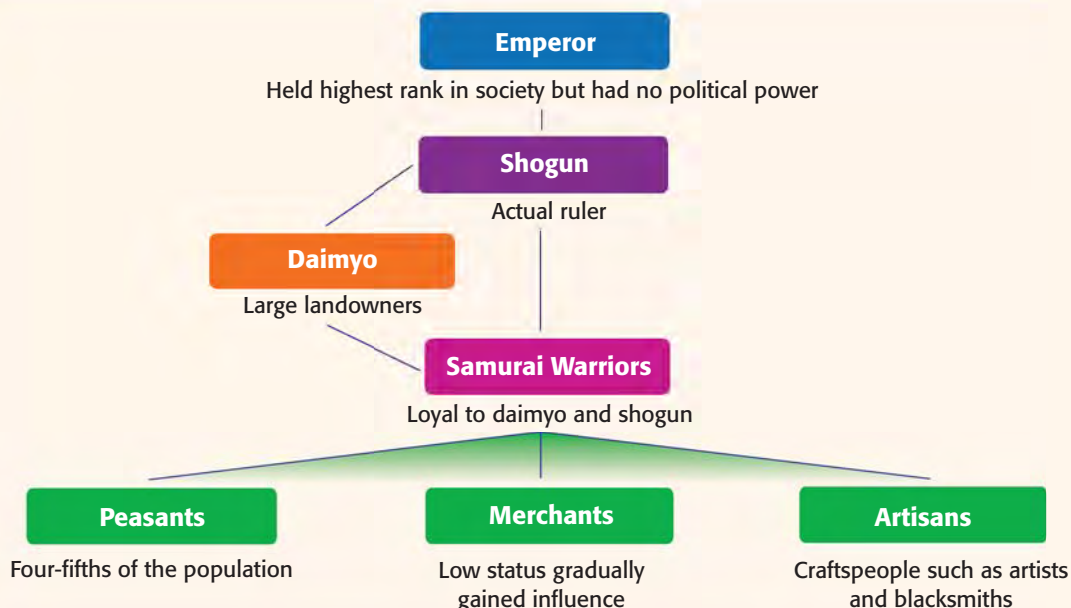 Emperor
Held highest rank in society but had no political power
Shogun
Actual ruler
Daimyo
Large landowners
Samurai Warriors
Loyal to daimyo and shogun
Peasants
Four-fifths of the population
Merchants
Low status gradually
gained influence
Artisans
Craftspeople such as artists
and blacksmiths